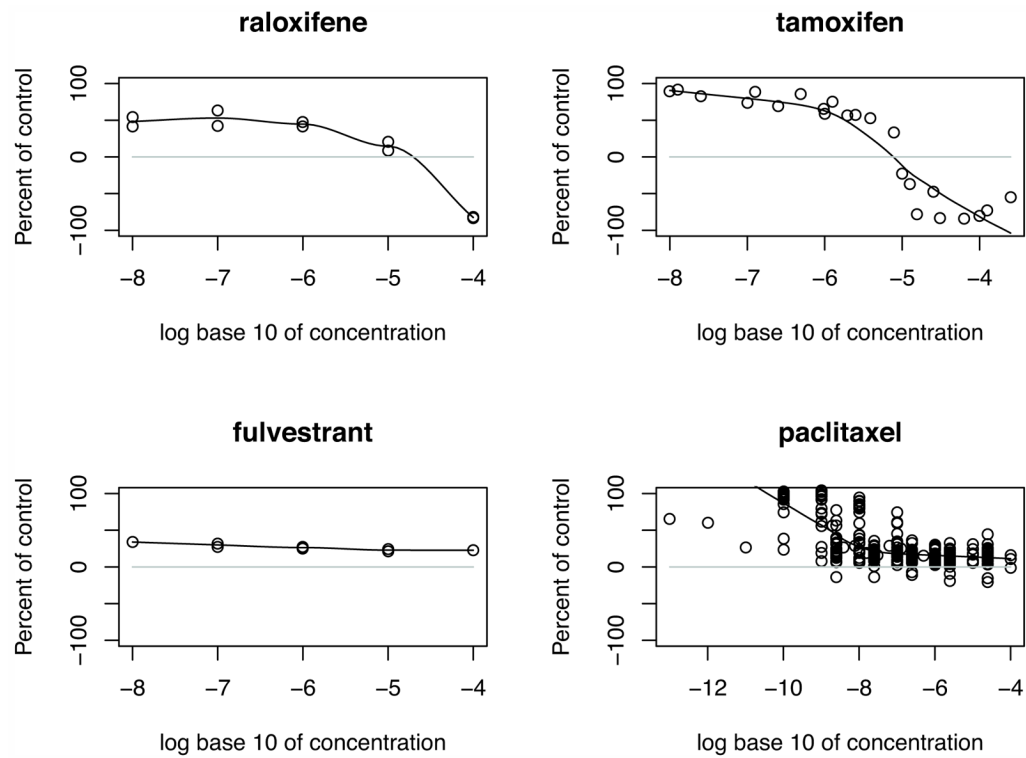 raloxifene
Percent of control
100
0
−100
−8 −7 −6 −5 −4
log base 10 of concentration
tamoxifen
Percent of control
100
0
−100
−8 −7 −6 −5 −4
log base 10 of concentration
fulvestrant
Percent of control
100
0
−100
−8 −7 −6 −5 −4
log base 10 of concentration
paclitaxel
Percent of control
100
0
−100
−12 −10 −8 −6 −4
log base 10 of concentration